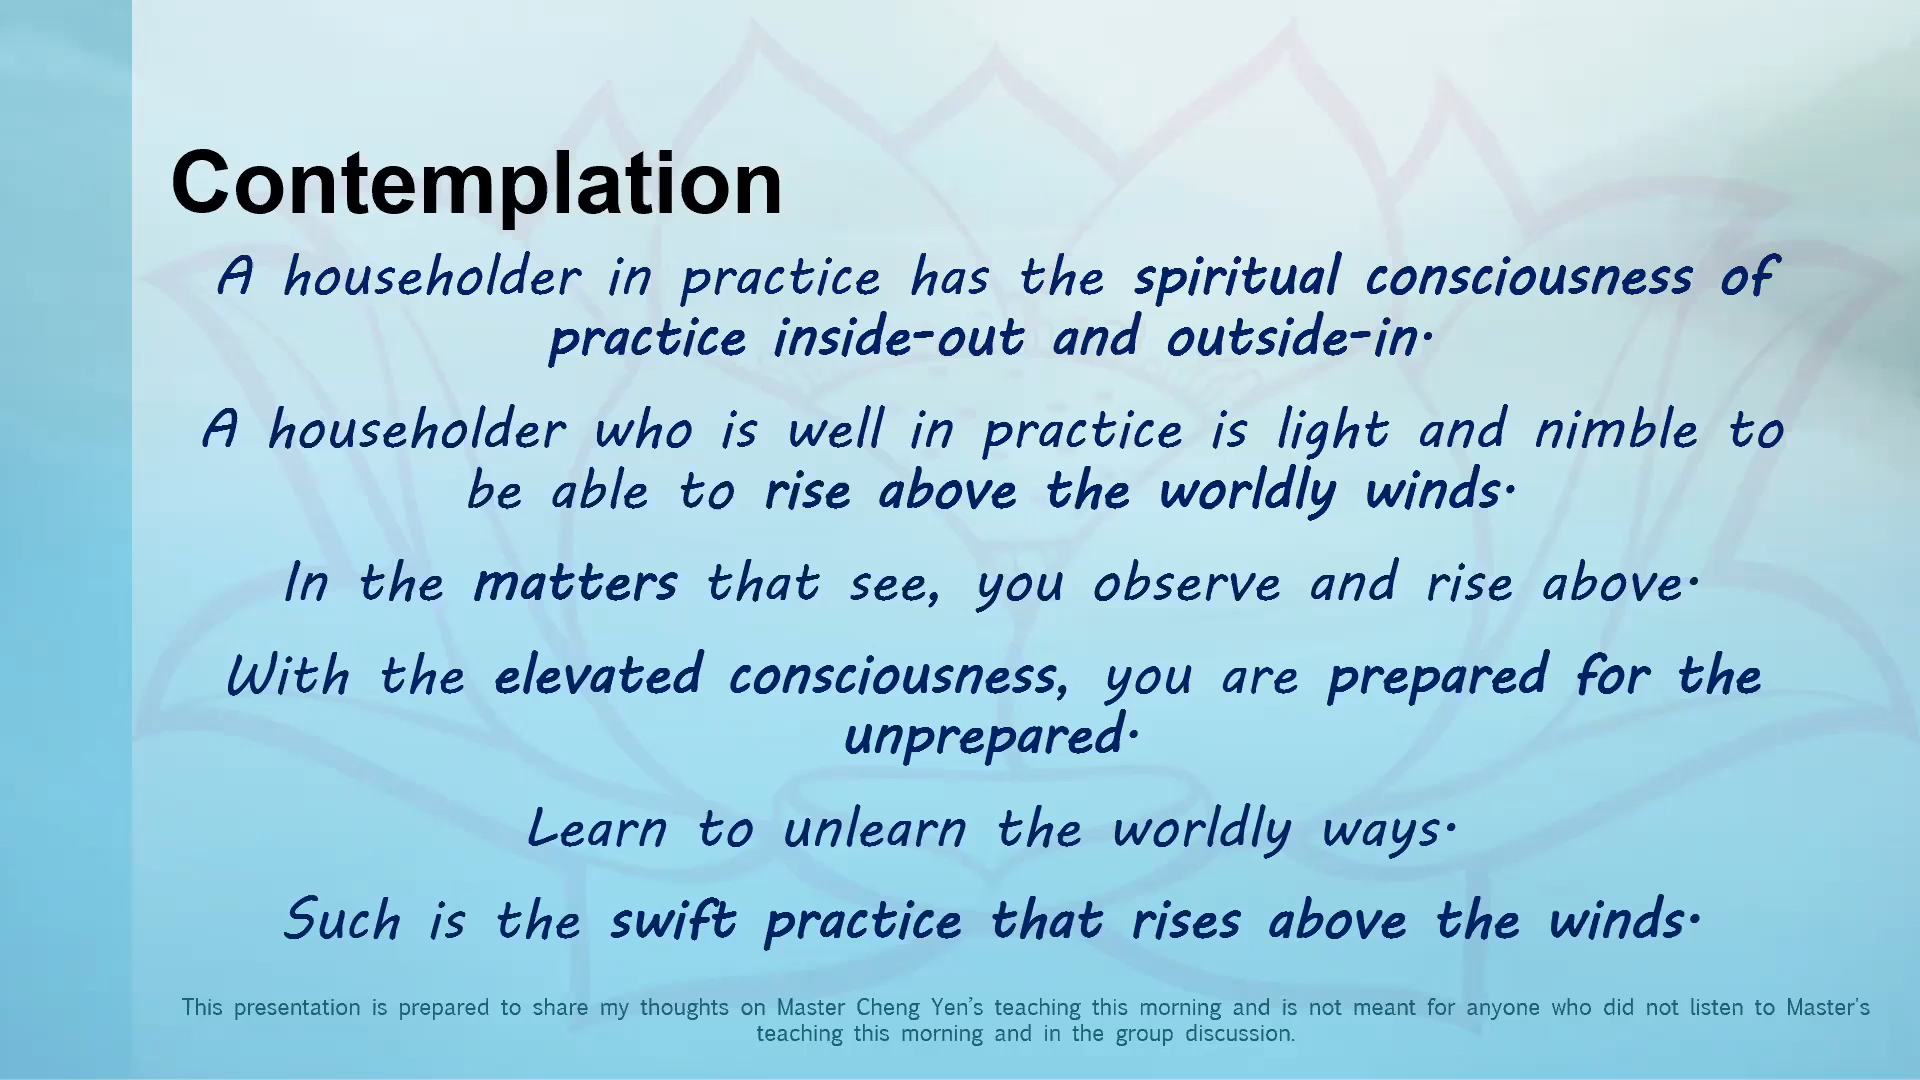 Contemplation
A householder in practice has the spiritual consciousness of
practice inside-out and outside-in.
A householder who is well in practice is light and nimble to
be able to rise above the worldly winds.
In the matters that see, you observe and rise above.
With the elevated consciousness, you are prepared for the
unprepared.
Learn to unlearn the worldly ways.
Such is the swift practice that rises above the winds.
This presentation is prepared to share my thoughts on Master Cheng Yen's teaching this morning and is not meant for anyone who did not listen to Master's
teaching this morning and in the group discussion.